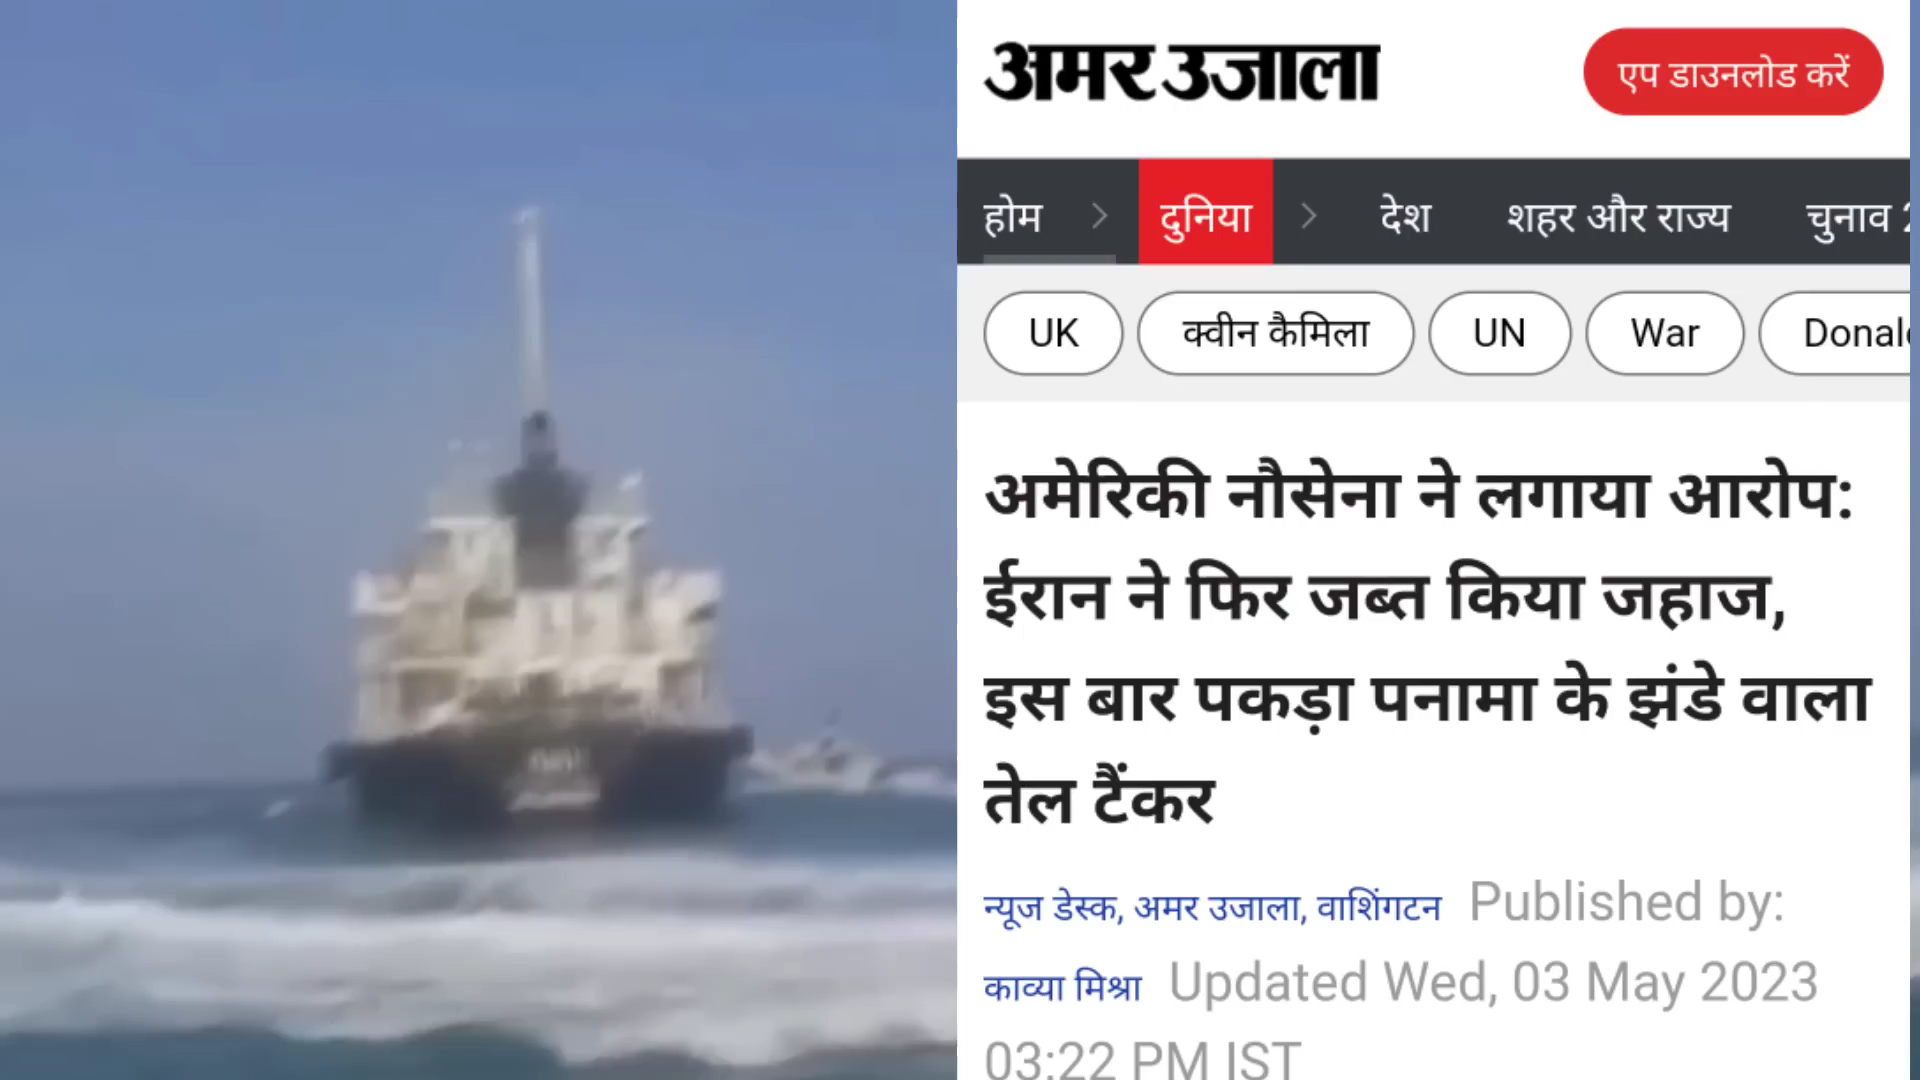 अमर उजाला
एप डाउनलोड करें
होम > दुनिया > देश शहर और राज्य चुनाव
UK क्वीन कैमिला UN War
अमेरिकी नौसेना ने लगाया आरोप:
ईरान ने फिर जब्त किया जहाज,
इस बार पकड़ा पनामा के झंडे वाला
तेल टैंकर
न्यूज डेस्क, अमर उजाला, वाशिंगटन Published by:
काव्या मिश्रा Updated Wed, 03 May 2023
03:22 PM IST